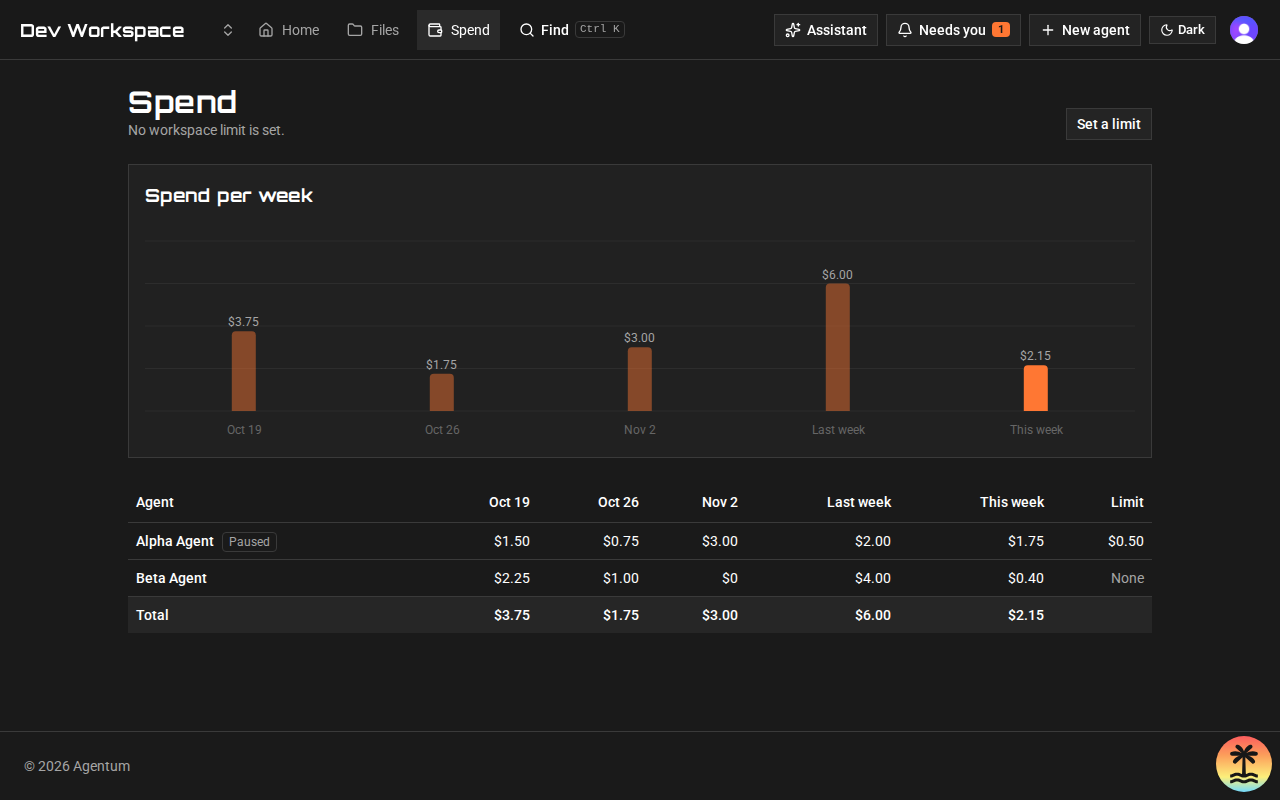 Dev Workspace Home Files Spend Find Ctrl K Assistant Needs you 1 New agent Dark
Spend
No workspace limit is set.
Set a limit
Spend per week
$3.75 $1.75 $3.00 $6.00 $2.15
Oct 19 Oct 26 Nov 2 Last week This week
Agent Oct 19 Oct 26 Nov 2 Last week This week Limit
Alpha Agent Paused $1.50 $0.75 $3.00 $2.00 $1.75 $0.50
Beta Agent $2.25 $1.00 $0 $4.00 $0.40 None
Total $3.75 $1.75 $3.00 $6.00 $2.15
© 2026 Agentum